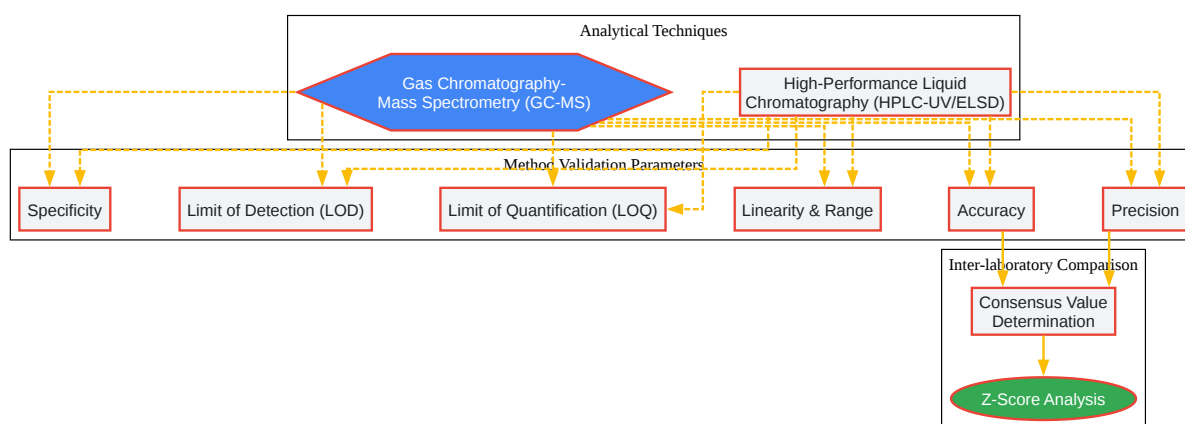 Analytical Techniques
Gas Chromatography-
Mass Spectrometry (GC-MS)
High-Performance Liquid
Chromatography (HPLC-UV/ELSD)
Method Validation Parameters
Specificity
Limit of Detection (LOD)
Limit of Quantification (LOQ)
Linearity & Range
Accuracy
Precision
Inter-laboratory Comparison
Consensus Value
Determination
Z-Score Analysis